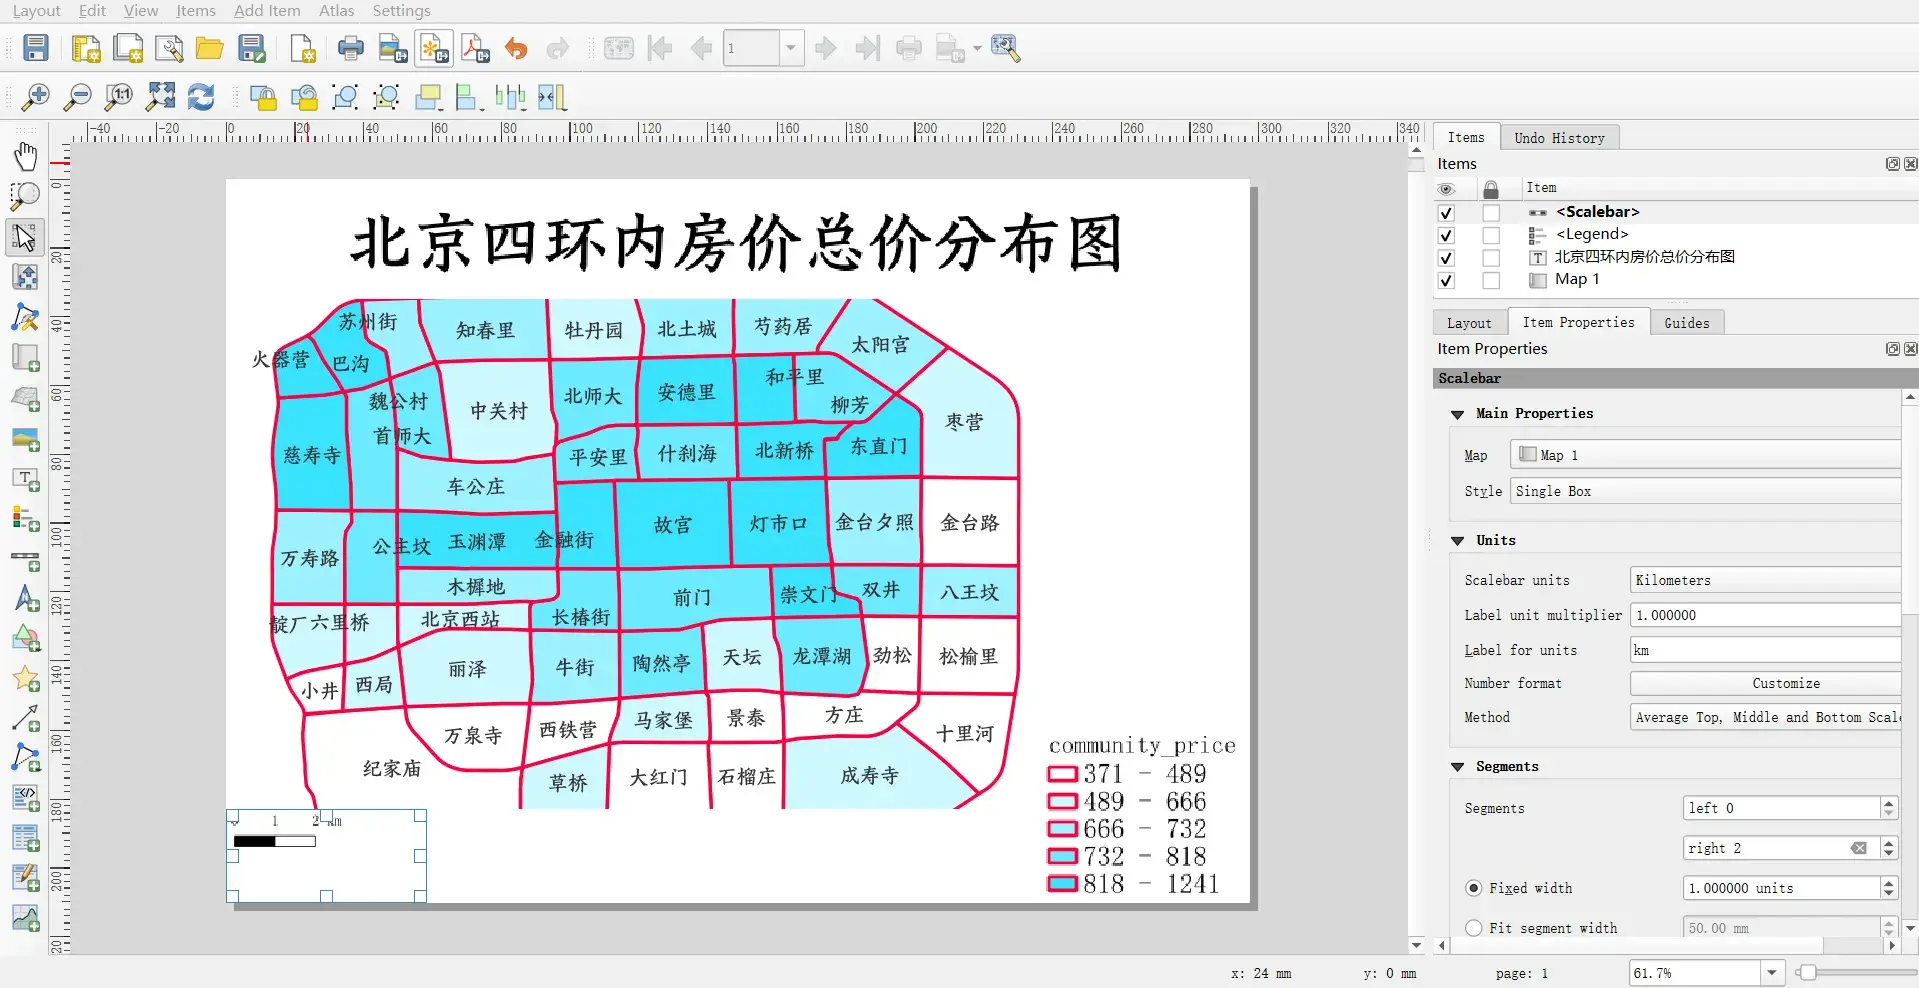 Layout Edit View Items Add Item Atlas Settings
1
-40 -20 0 20 40 60 80 100 120 140 160 180 200 220 240 260 280 300 320 340
Items Undo History
Items
Item
<Scalebar>
<Legend>
北京四环内房价总价分布图
Map 1
Layout Item Properties Guides
Item Properties
Scalebar
Main Properties
Map Map 1
Style Single Box
Units
Scalebar units Kilometers
Label unit multiplier 1.000000
Label for units km
Number format Customize
Method Average Top, Middle and Bottom Scale
Segments
Segments left 0
right 2
Fixed width 1.000000 units
Fit segment width 50.00 mm
0
20
40
60
80
100
120
140
160
180
200
北京四环内房价总价分布图
苏州街 知春里 牡丹园 北土城 芍药居 太阳宫
火器营 巴沟 和平里
魏公村 中关村 北师大 安德里 柳芳 枣营
首师大
慈寿寺 平安里 什刹海 北新桥 东直门
车公庄
公主坟 玉渊潭 金融街 故宫 灯市口 金台夕照 金台路
万寿路
木樨地 前门 崇文门 双井 八王坟
靛厂 六里桥 北京西站 长椿街
丽泽 牛街 陶然亭 天坛 龙潭湖 劲松 松榆里
小井 西局
万泉寺 西铁营 马家堡 景泰 方庄 十里河
纪家庙 草桥 大红门 石榴庄 成寿寺
community_price
371 - 489
489 - 666
666 - 732
732 - 818
818 - 1241
1 2 km
x: 24 mm y: 0 mm page: 1 61.7%